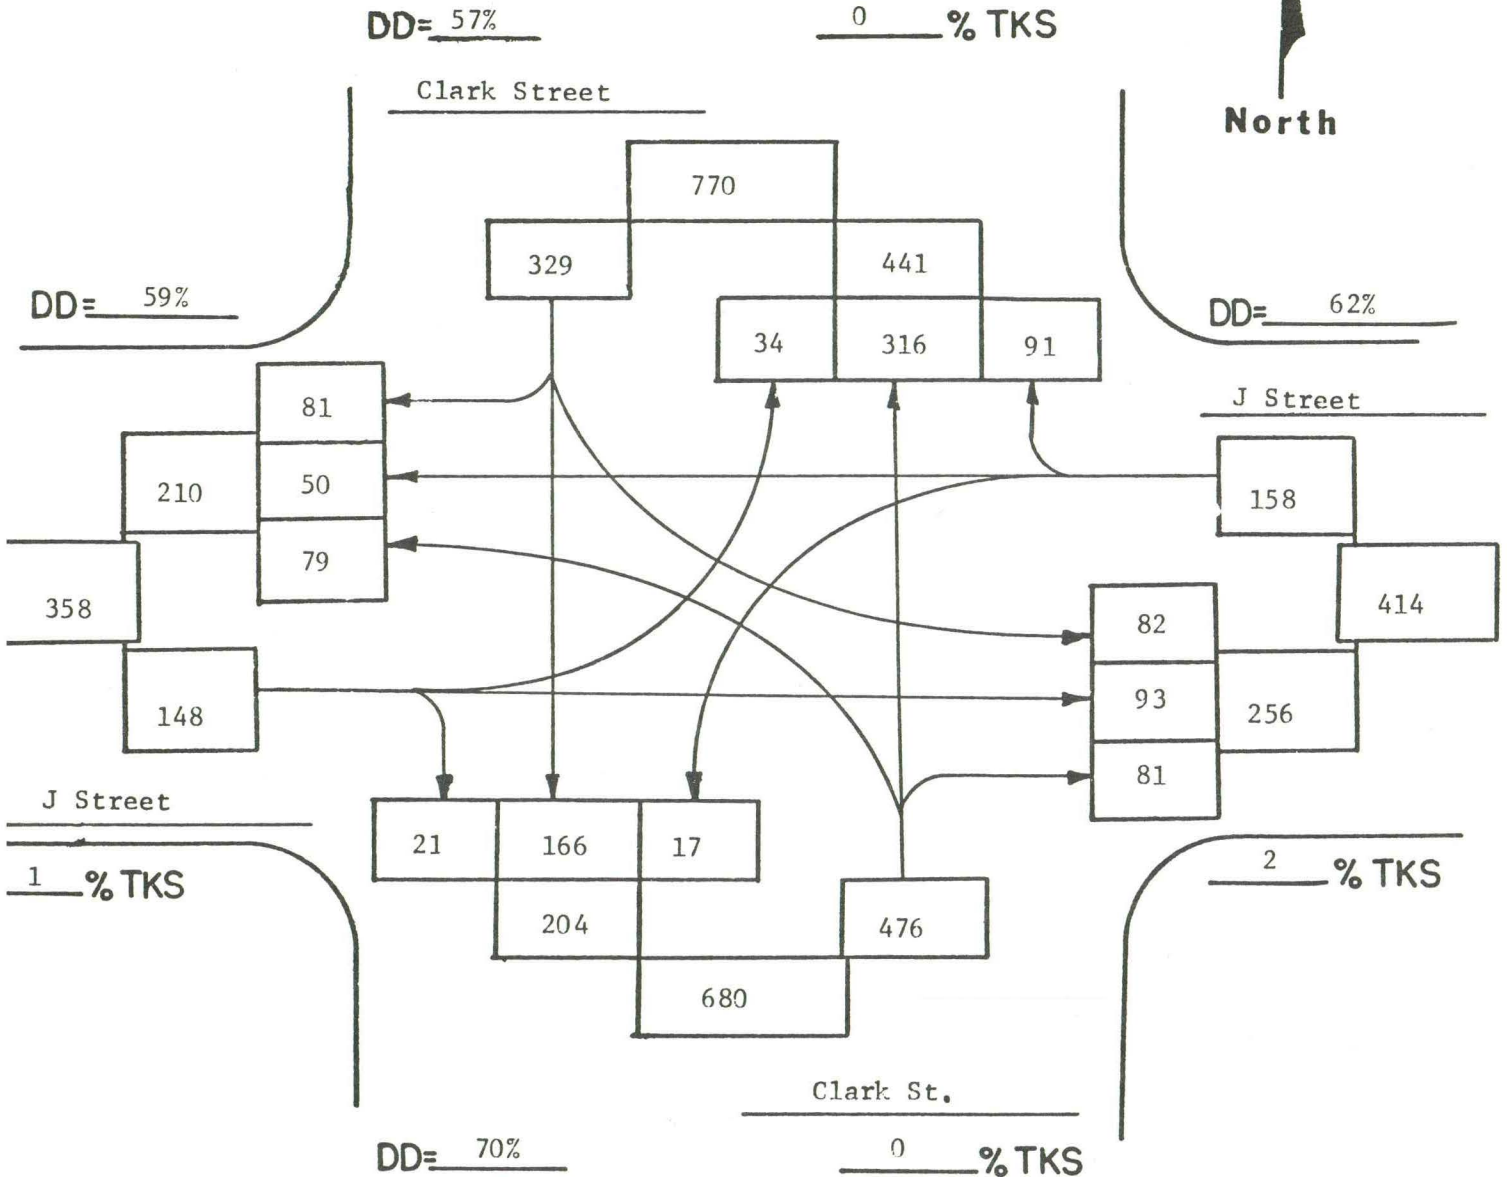 DD= 57%
0 % TKS
Clark Street
North
770
329
441
DD= 59%
DD= 62%
34
316
91
81
J Street
210
50
158
79
358
414
82
148
93
256
81
J Street
21
166
17
1 % TKS
2 % TKS
204
476
680
Clark St.
DD= 70%
0 % TKS